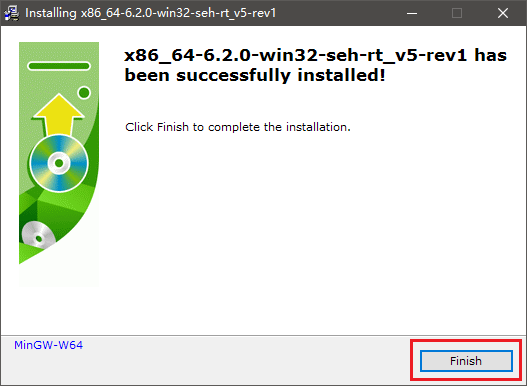 Installing x86_64-6.2.0-win32-seh-rt_v5-rev1
x86_64-6.2.0-win32-seh-rt_v5-rev1 has
been successfully installed!
Click Finish to complete the installation.
MinGW-W64
Finish